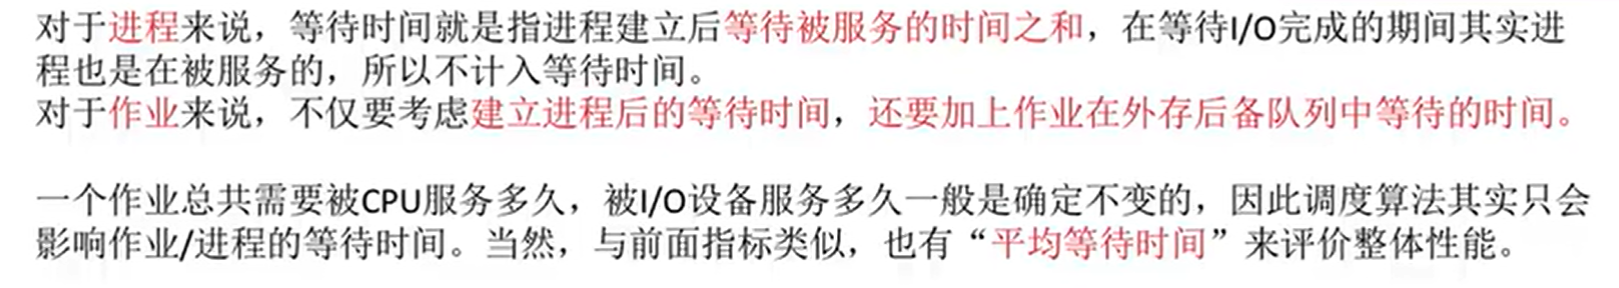 对于进程来说，等待时间就是指进程建立后等待被服务的时间之和，在等待I/O完成的期间其实进
程也是在被服务的，所以不计入等待时间。
对于作业来说，不仅要考虑建立进程后的等待时间，还要加上作业在外存后备队列中等待的时间。
一个作业总共需要被CPU服务多久，被I/O设备服务多久一般是确定不变的，因此调度算法其实只会
影响作业/进程的等待时间。当然，与前面指标类似，也有“平均等待时间”来评价整体性能。